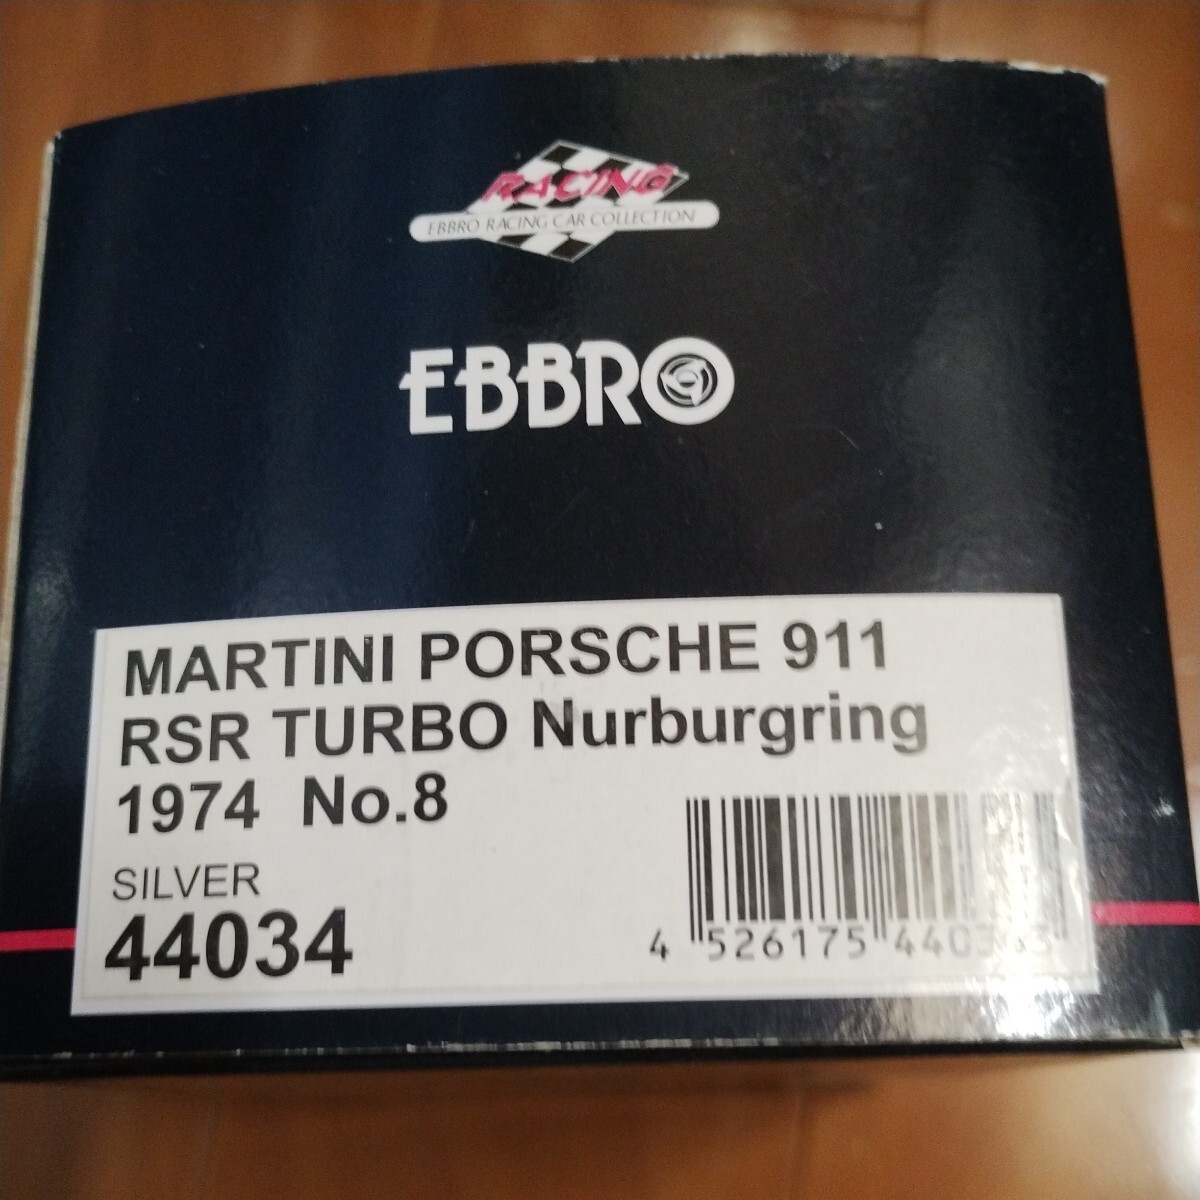 RACING
EBBRO RACING CAR COLLECTION
EBBRO
MARTINI PORSCHE 911
RSR TURBO Nurburgring
1974 No.8
SILVER
44034
4 526175